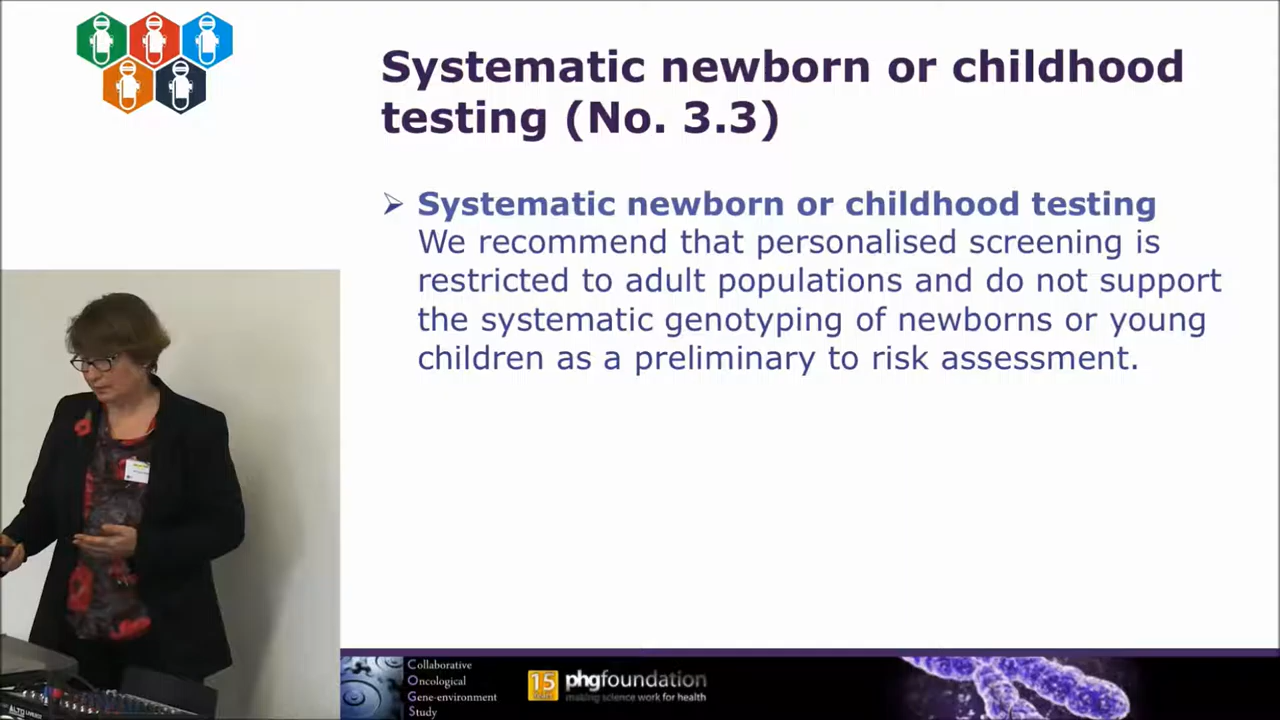 Systematic newborn or childhood
testing (No. 3.3)
Systematic newborn or childhood testing
We recommend that personalised screening is
restricted to adult populations and do not support
the systematic genotyping of newborns or young
children as a preliminary to risk assessment.
Collaborative
Oncological
Gene-environment
Study
15
phgfoundation
making science work for health